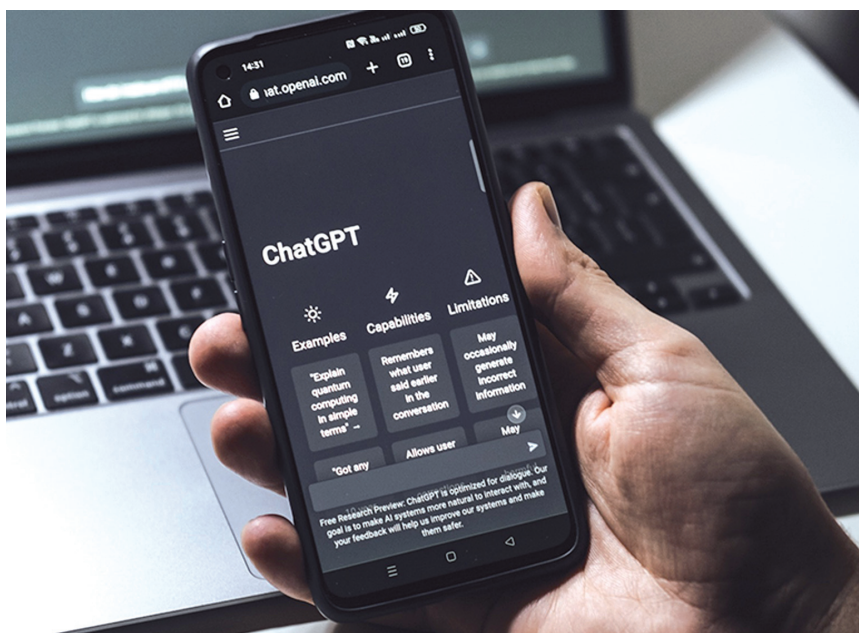 14:31
at.openai.com
19
ChatGPT
Examples
Capabilities
Limitations
"Explain
quantum
computing
in simple
terms" →
Remembers
what user
said earlier
in the
conversation
May
occasionally
generate
incorrect
information
"Got any
Allows user
May
Free Research Preview: ChatGPT is optimized for dialogue. Our
goal is to make AI systems more natural to interact with, and
your feedback will help us improve our systems and make
them safer.
option
command